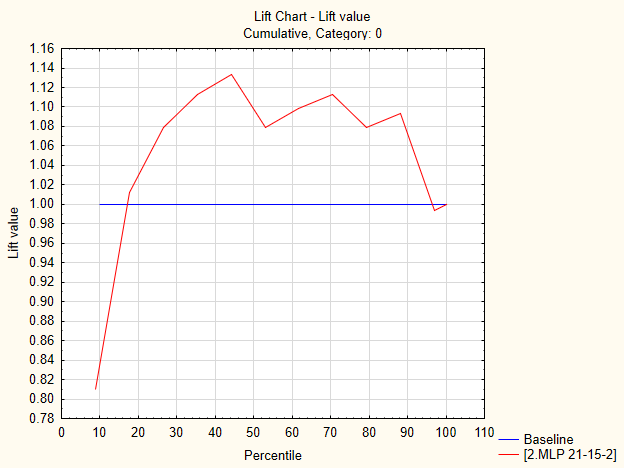 Lift Chart - Lift value
Cumulative, Category: 0
1.16
1.14
1.12
1.10
1.08
1.06
1.04
1.02
1.00
0.98
0.96
0.94
0.92
0.90
0.88
0.86
0.84
0.82
0.80
0.78
Lift value
0 10 20 30 40 50 60 70 80 90 100 110
Percentile
Baseline
[2.MLP 21-15-2]